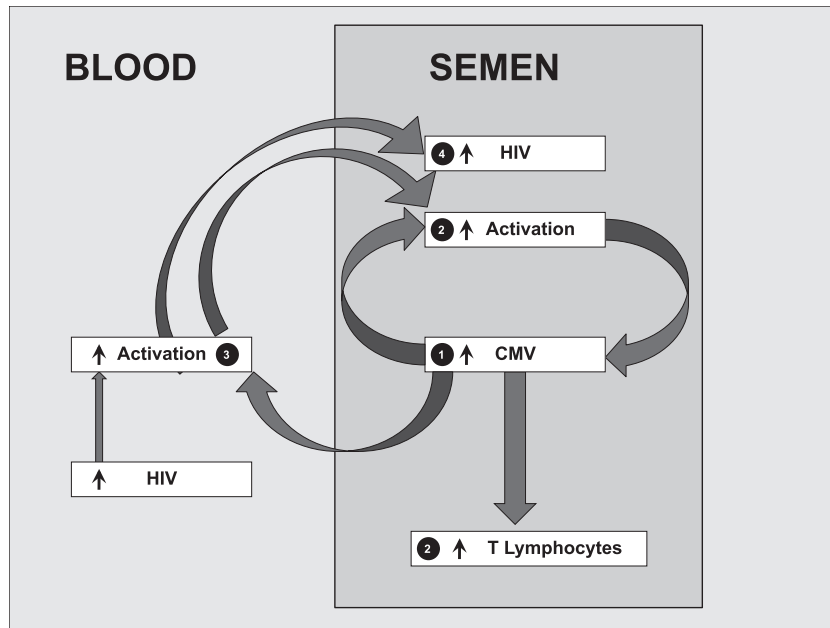 BLOOD
SEMEN
4 ↑ HIV
2 ↑ Activation
↑ Activation 3
1 ↑ CMV
↑ HIV
2 ↑ T Lymphocytes